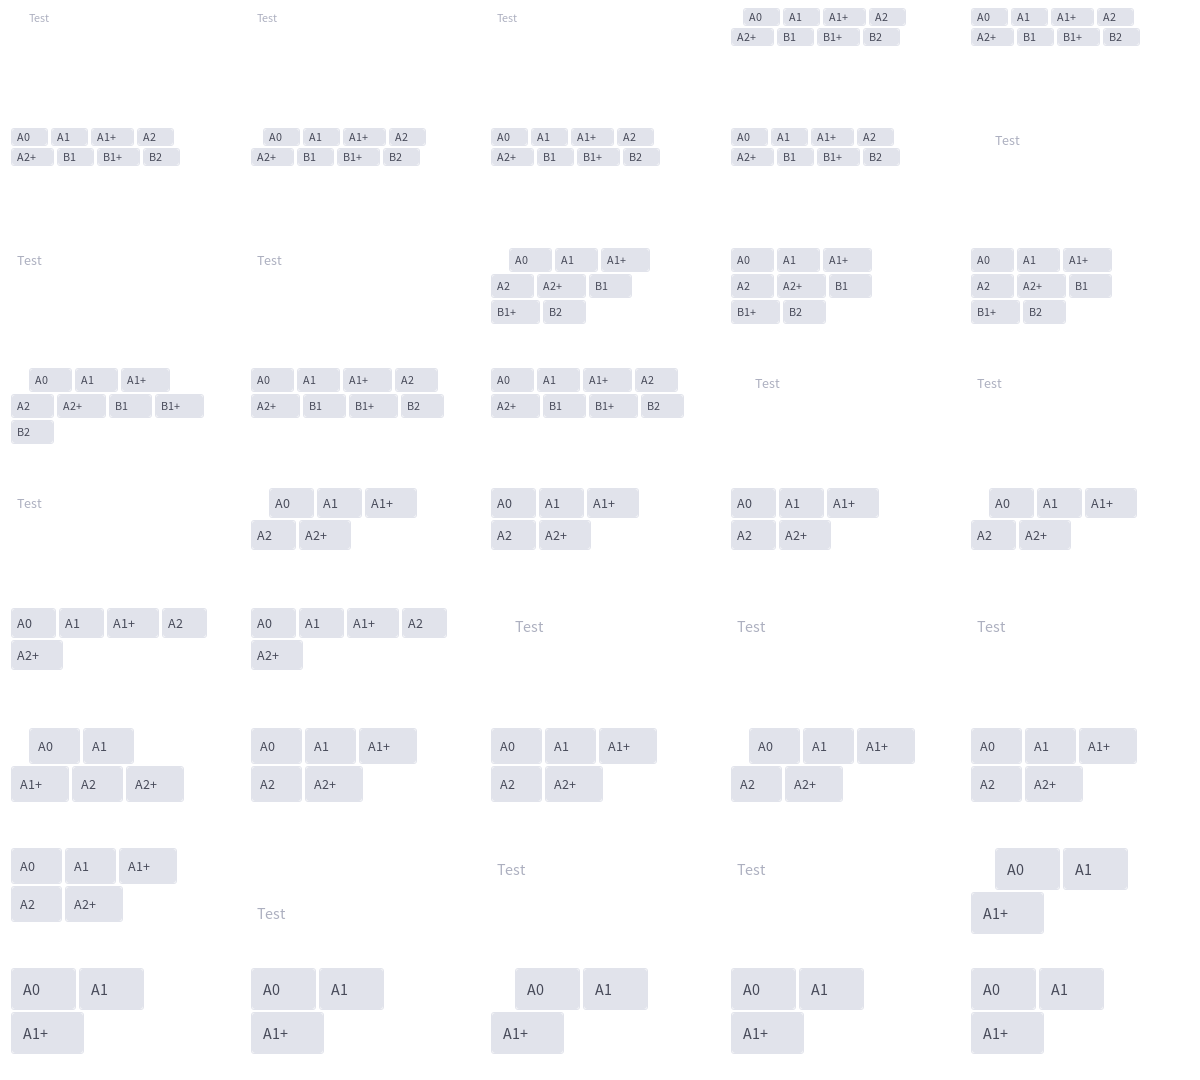 Test Test Test A0 A1 A1+ A2 A0 A1 A1+ A2
A2+ B1 B1+ B2 A2+ B1 B1+ B2
A0 A1 A1+ A2 A0 A1 A1+ A2 A0 A1 A1+ A2 A0 A1 A1+ A2 Test
A2+ B1 B1+ B2 A2+ B1 B1+ B2 A2+ B1 B1+ B2 A2+ B1 B1+ B2
Test Test A0 A1 A1+ A0 A1 A1+ A0 A1 A1+
A2 A2+ B1 A2 A2+ B1 A2 A2+ B1
B1+ B2 B1+ B2 B1+ B2
A0 A1 A1+ A0 A1 A1+ A2 A0 A1 A1+ A2 Test Test
A2 A2+ B1 B1+ A2+ B1 B1+ B2 A2+ B1 B1+ B2
B2
Test A0 A1 A1+ A0 A1 A1+ A0 A1 A1+ A0 A1 A1+
A2 A2+ A2 A2+ A2 A2+ A2 A2+
A0 A1 A1+ A2 A0 A1 A1+ A2 Test Test Test
A2+ A2+
A0 A1 A0 A1 A1+ A0 A1 A1+ A0 A1 A1+ A0 A1 A1+
A1+ A2 A2+ A2 A2+ A2 A2+ A2 A2+ A2 A2+
A0 A1 A1+ Test Test A0 A1
A2 A2+ Test A1+
A0 A1 A0 A1 A0 A1 A0 A1 A0 A1
A1+ A1+ A1+ A1+ A1+